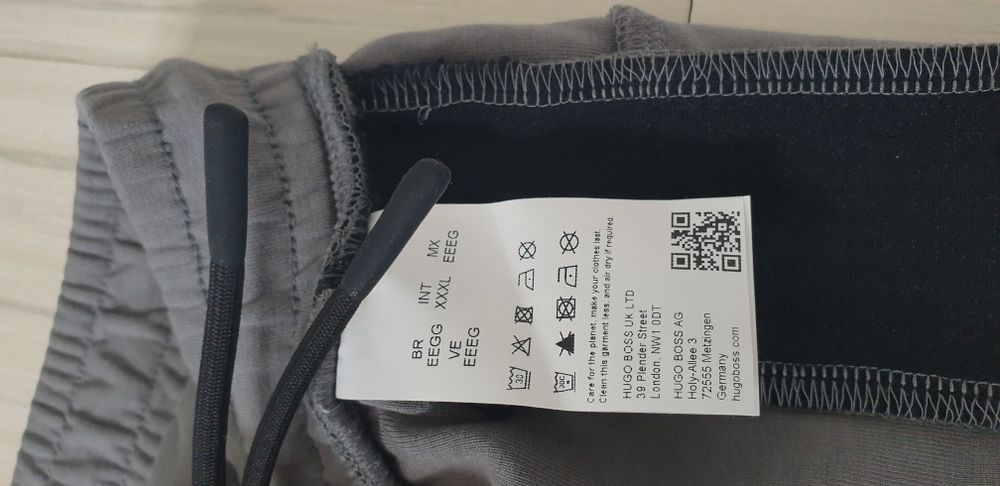 BR INT MX
EEGG XXXL EEEG
VE
EEEG
30
Care for the planet, make your clothes last.
Clean this garment less, and air dry if required.
HUGO BOSS UK LTD
39 Plender Street
London, NW1 0DT
HUGO BOSS AG
Holy-Allee 3
72555 Metzingen
Germany
hugoboss.com